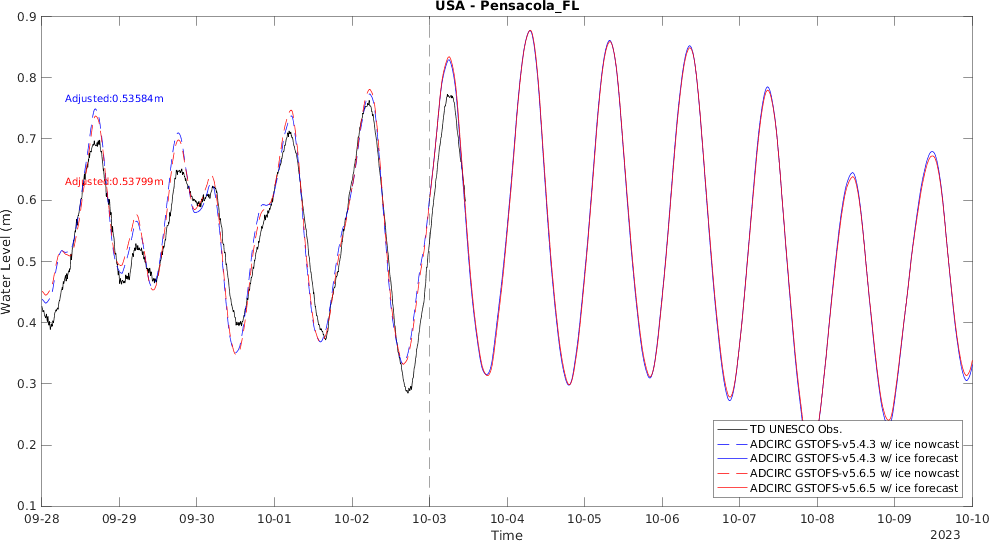 USA - Pensacola_FL
0.9
0.8
Adjusted:0.53584m
0.7
Adjusted:0.53799m
0.6
Water Level (m)
0.5
0.4
0.3
0.2
0.1
TD UNESCO Obs.
ADCIRC GSTOFS-v5.4.3 w/ ice nowcast
ADCIRC GSTOFS-v5.4.3 w/ ice forecast
ADCIRC GSTOFS-v5.6.5 w/ ice nowcast
ADCIRC GSTOFS-v5.6.5 w/ ice forecast
09-28 09-29 09-30 10-01 10-02 10-03 10-04 10-05 10-06 10-07 10-08 10-09 10-10
Time
2023